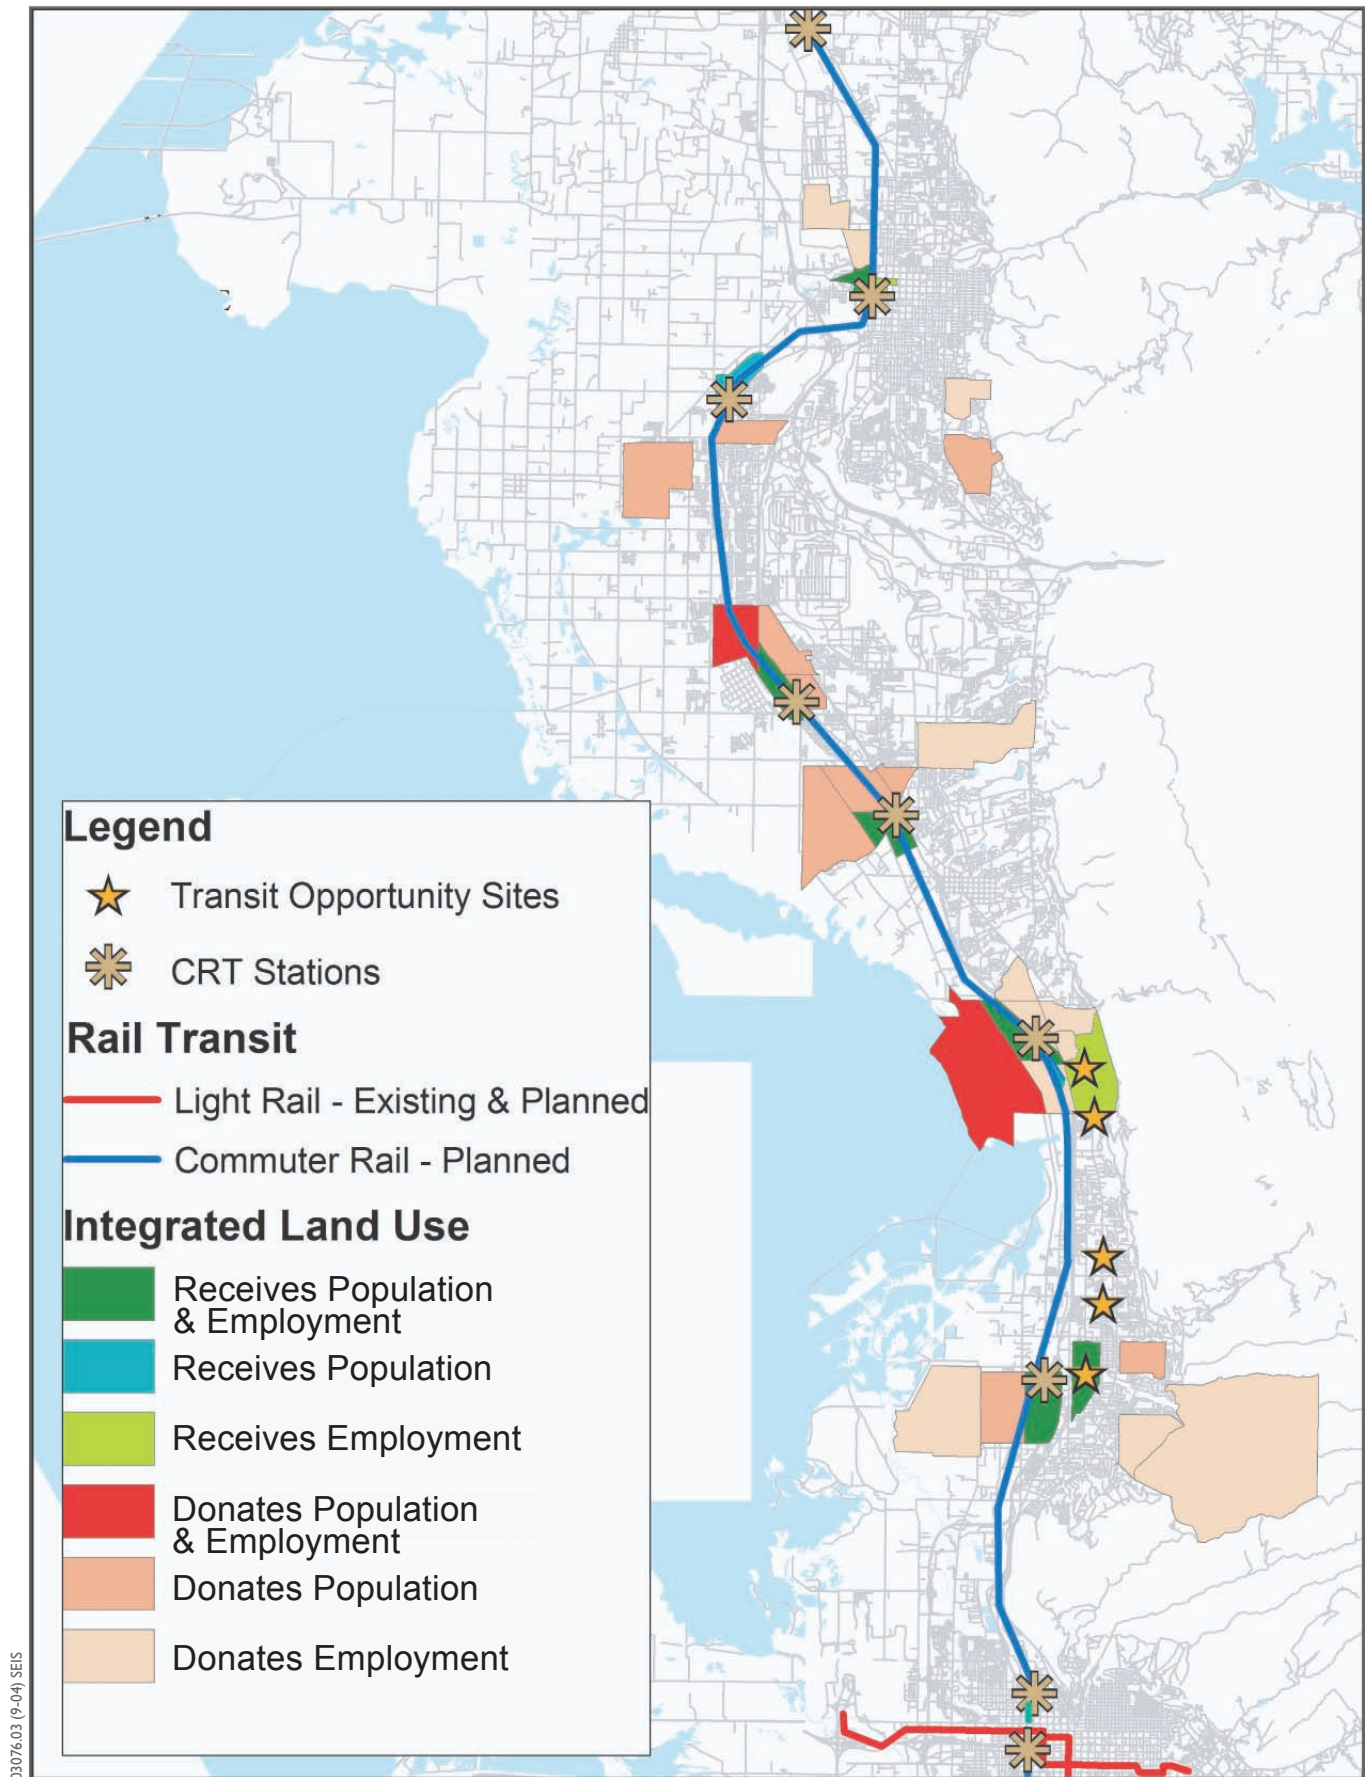 Legend
Transit Opportunity Sites
CRT Stations
Rail Transit
Light Rail - Existing & Planned
Commuter Rail - Planned
Integrated Land Use
Receives Population
& Employment
Receives Population
Receives Employment
Donates Population
& Employment
Donates Population
Donates Employment
03076.03 (9-04) SEIS